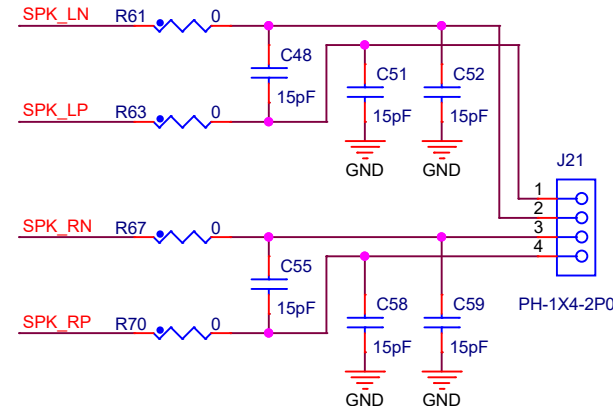 SPK_LN R61 0
C48
15pF
C51 C52
15pF 15pF
SPK_LP R63 0
GND GND
J21
1
2
3
4
PH-1X4-2P0
SPK_RN R67 0
C55
15pF
C58 C59
15pF 15pF
SPK_RP R70 0
GND GND